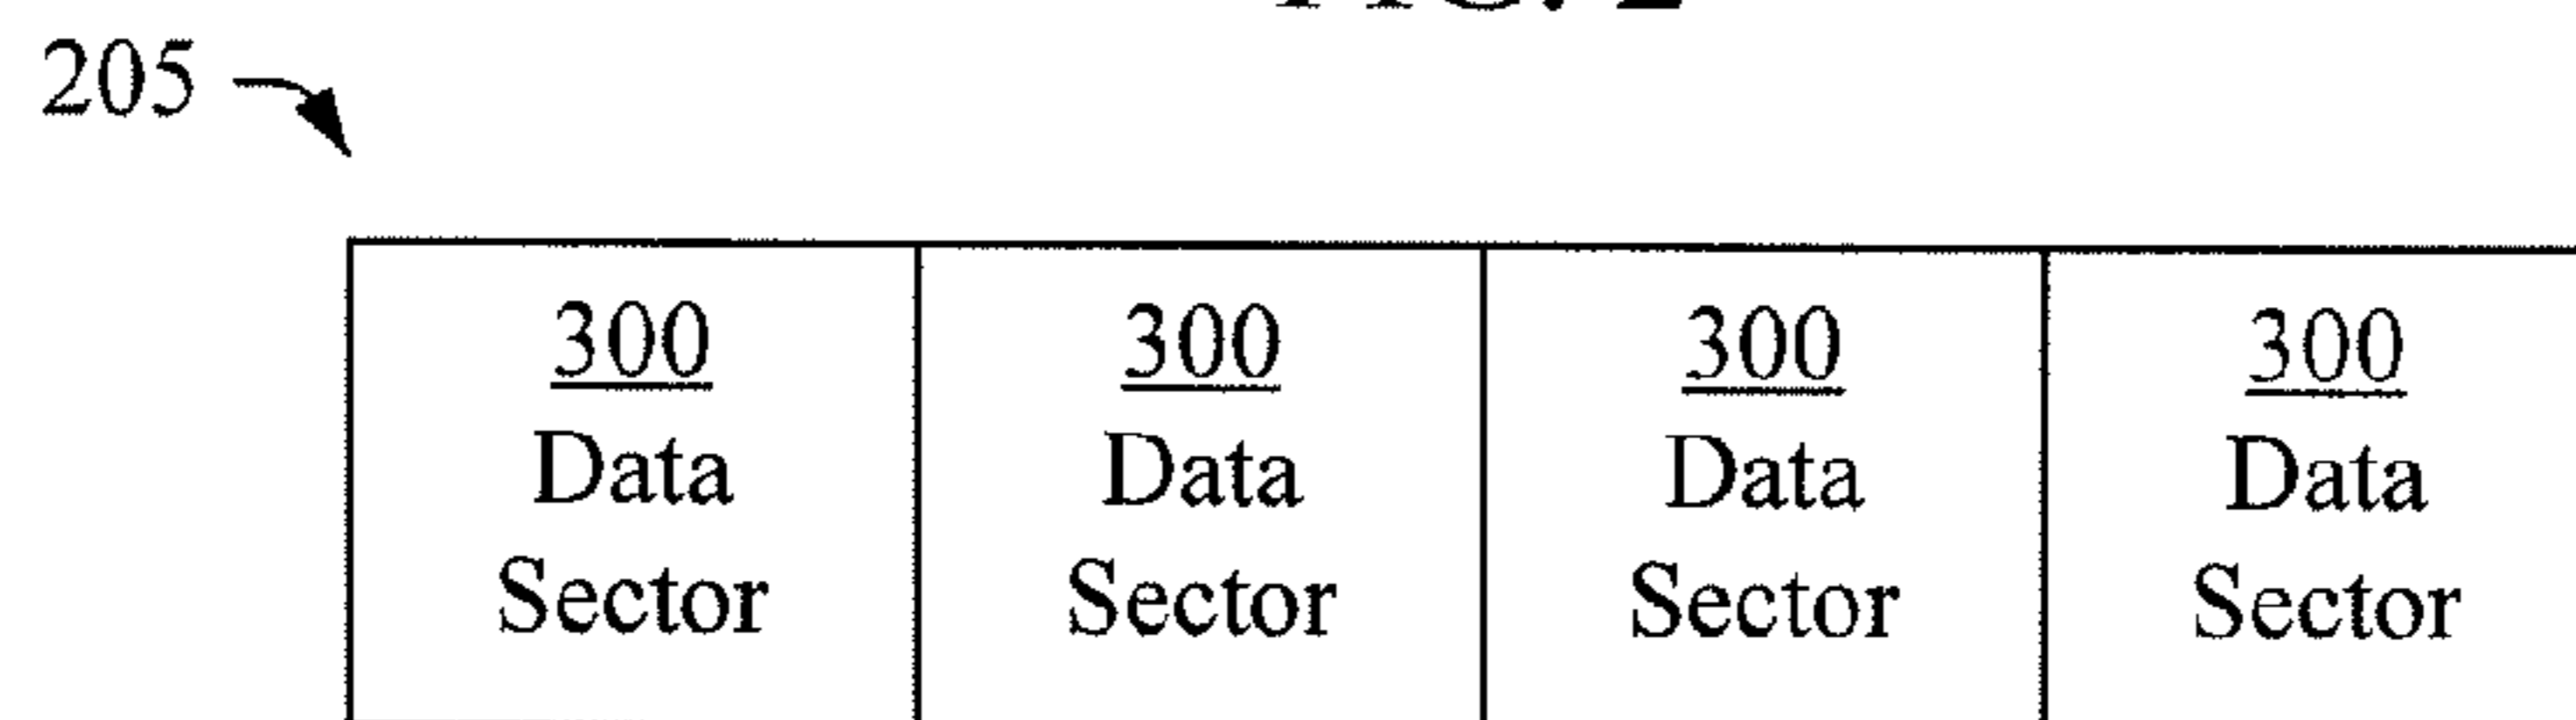 205
300 300 300 300
Data Data Data Data
Sector Sector Sector Sector